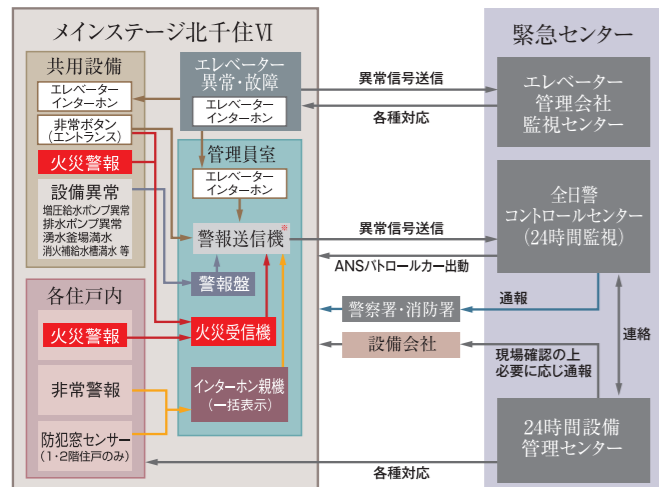 メインステージ北千住Ⅵ
共用設備
エレベーター
インターホン
非常ボタン
(エントランス)
火災警報
設備異常
増圧給水ポンプ異常
排水ポンプ異常
湧水釜場満水
消火補給水槽満水 等
各住戸内
火災警報
非常警報
防犯窓センサー
(1・2階住戸のみ)
エレベーター
異常・故障
エレベーター
インターホン
管理員室
エレベーター
インターホン
警報送信機※
警報盤
火災受信機
インターホン親機
(一括表示)
異常信号送信
各種対応
異常信号送信
ANSパトロールカー出動
通報
警察署・消防署
設備会社
現場確認の上
必要に応じ通報
連絡
各種対応
緊急センター
エレベーター
管理会社
監視センター
全日警
コントロールセンター
(24時間監視)
24時間設備
管理センター